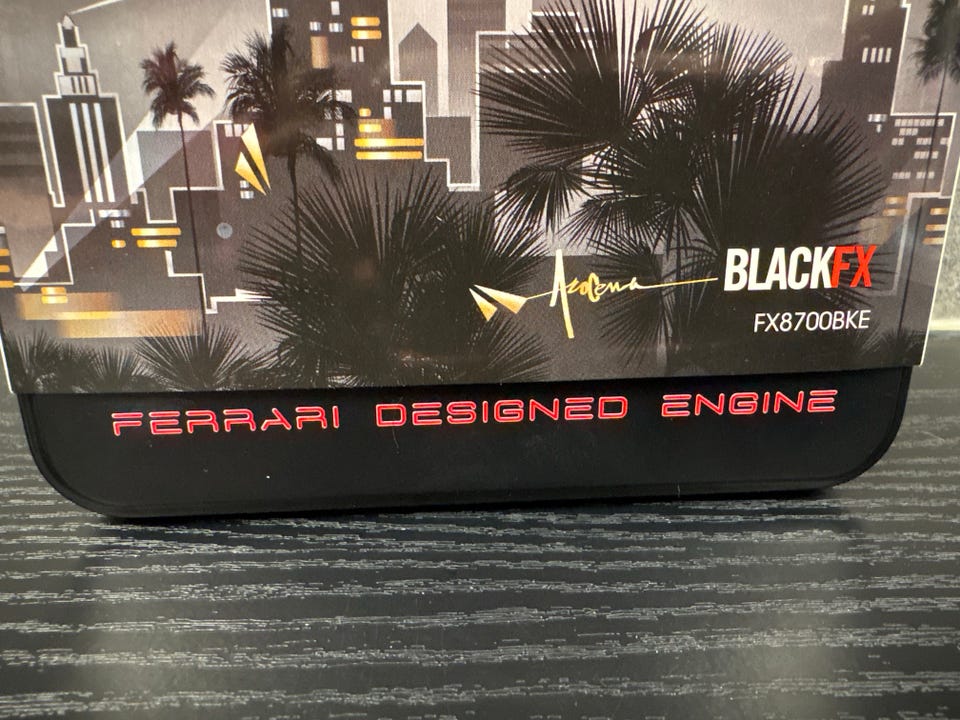 BLACKFX
FX8700BKE
FERRARI DESIGNED ENGINE